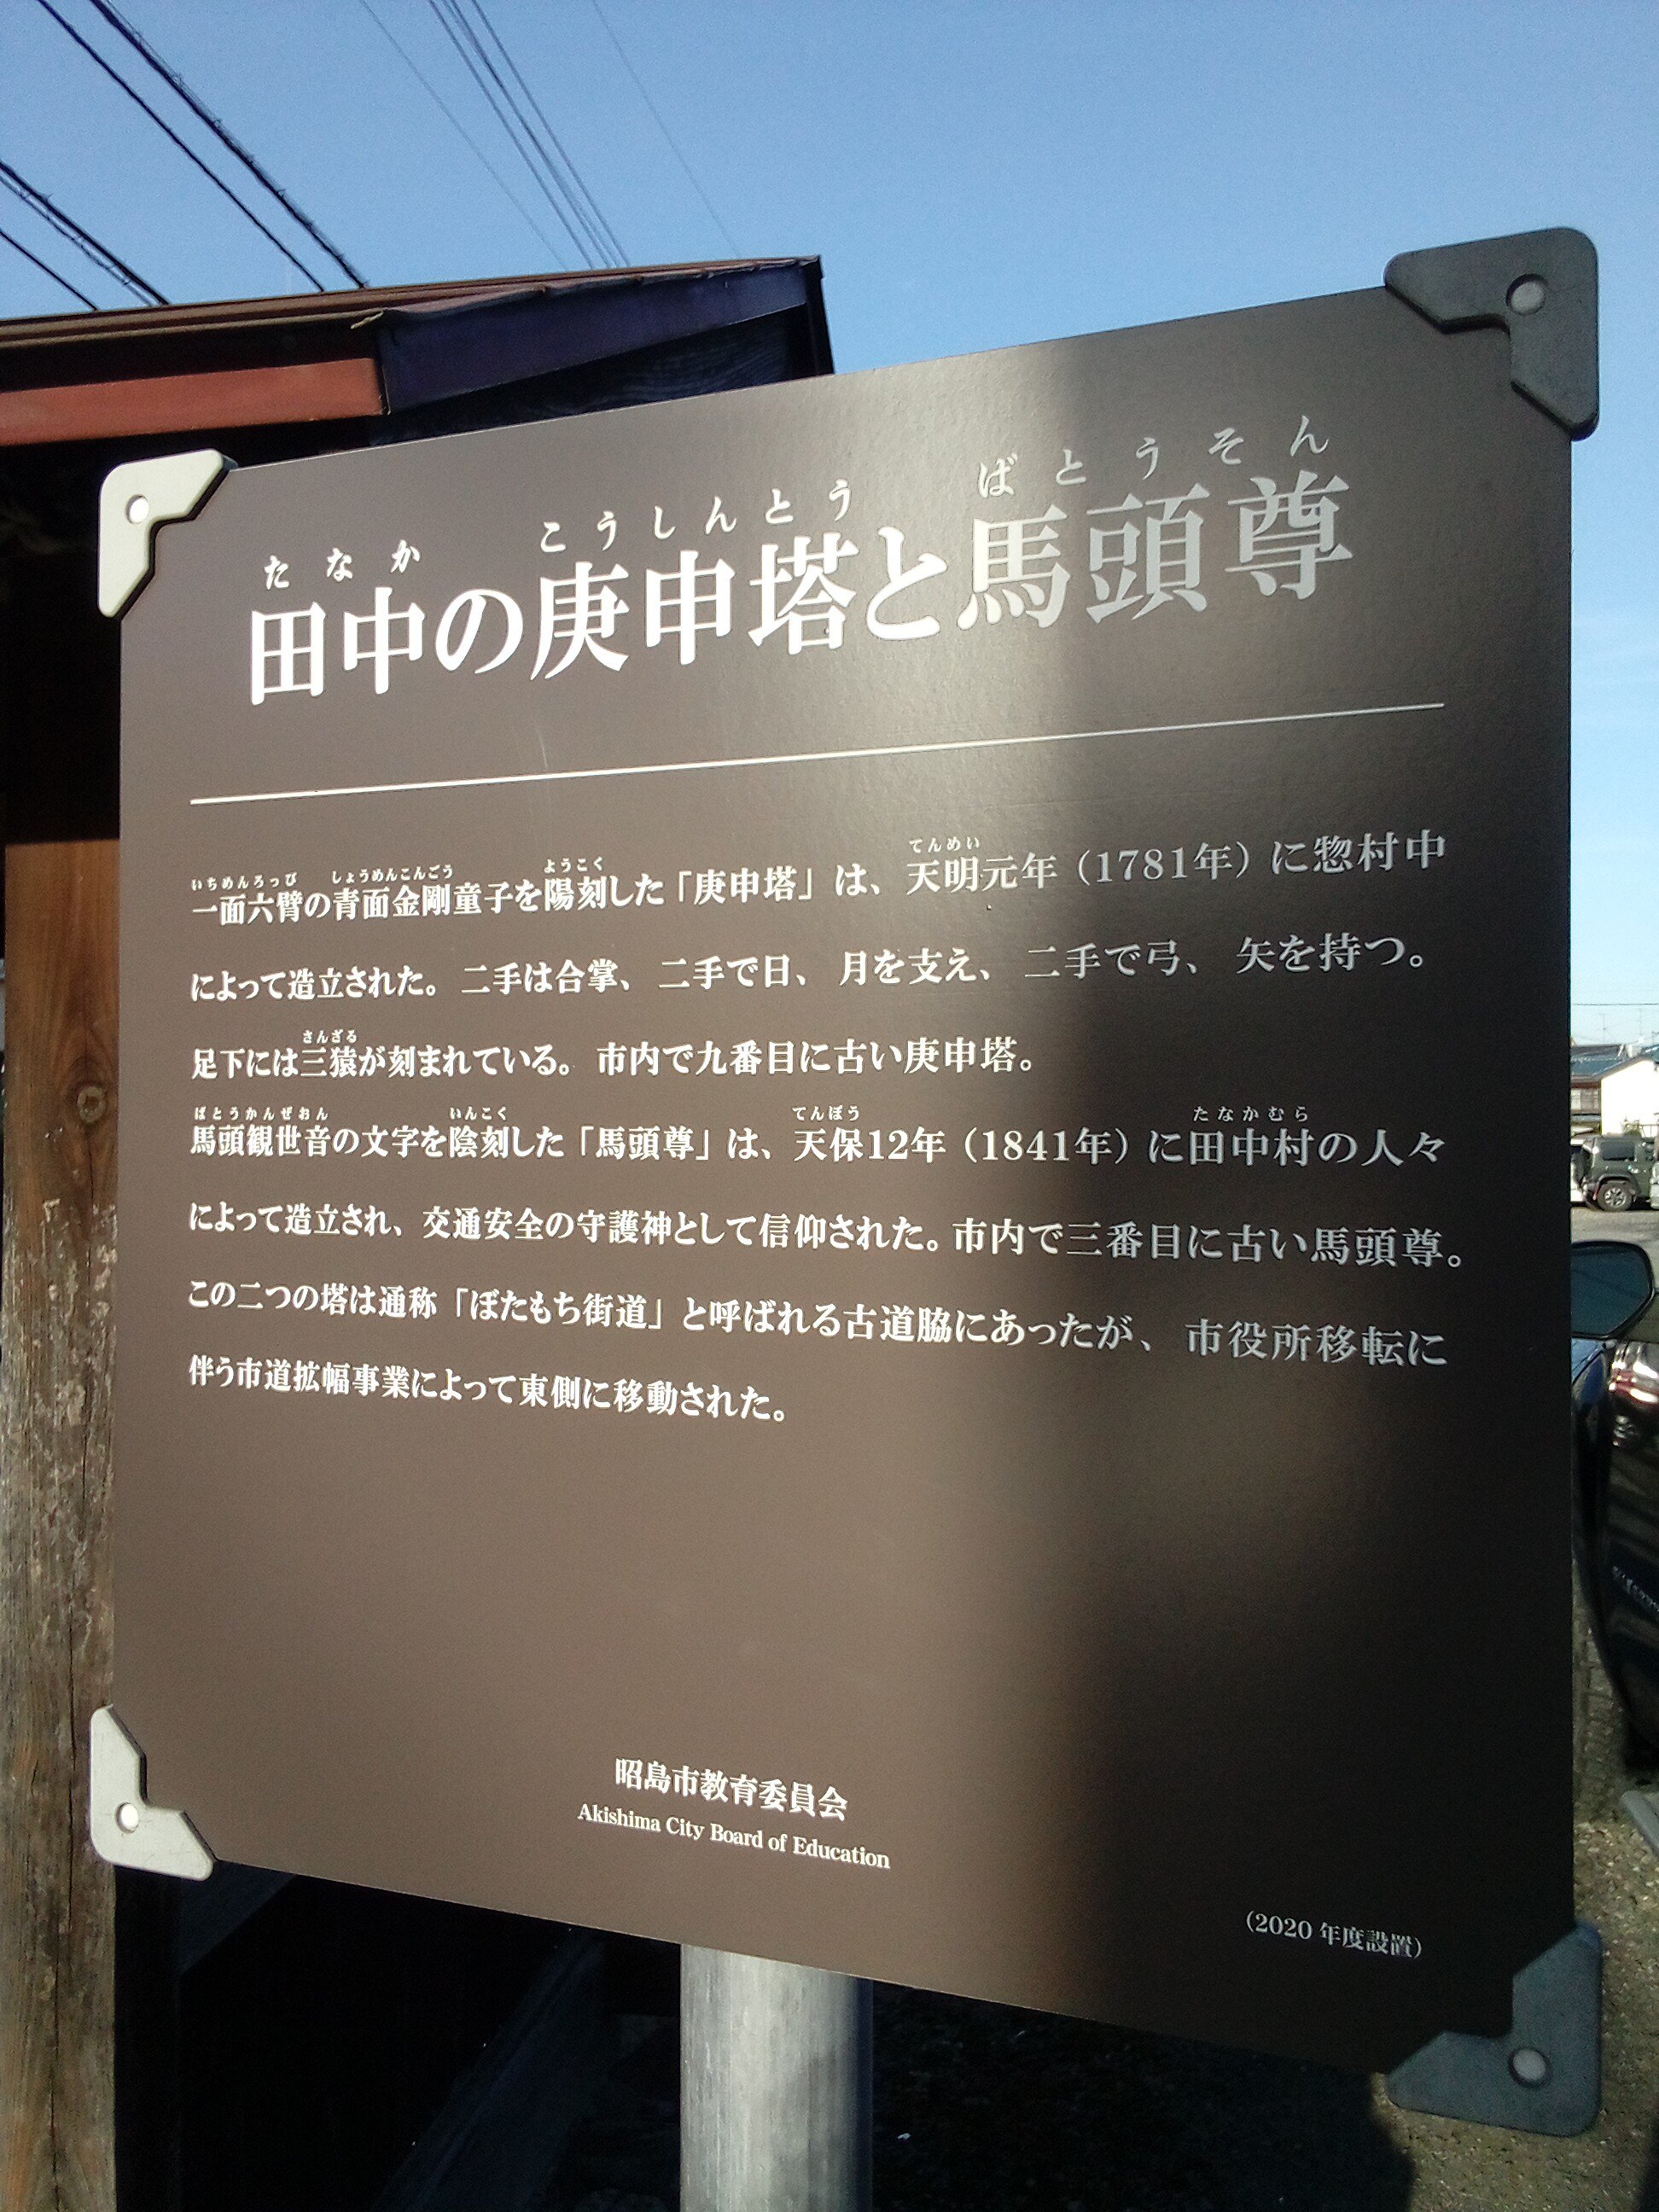 たなか こうしんとう ばとうそん
田中の庚申塔と馬頭尊
いちめんろっぴ しょうめんこんごう ようこく てんめい
一面六臂の青面金剛童子を陽刻した「庚申塔」は、天明元年(1781年)に惣村中
によって造立された。二手は合掌、二手で日、月を支え、二手で弓、矢を持つ。
さんざる
足下には三猿が刻まれている。市内で九番目に古い庚申塔。
ばとうかんぜおん いんこく てんぽう たなかむら
馬頭観世音の文字を陰刻した「馬頭尊」は、天保12年(1841年)に田中村の人々
によって造立され、交通安全の守護神として信仰された。市内で三番目に古い馬頭尊。
この二つの塔は通称「ぼたもち街道」と呼ばれる古道脇にあったが、市役所移転に
伴う市道拡幅事業によって東側に移動された。
昭島市教育委員会
Akishima City Board of Education
(2020 年度設置)